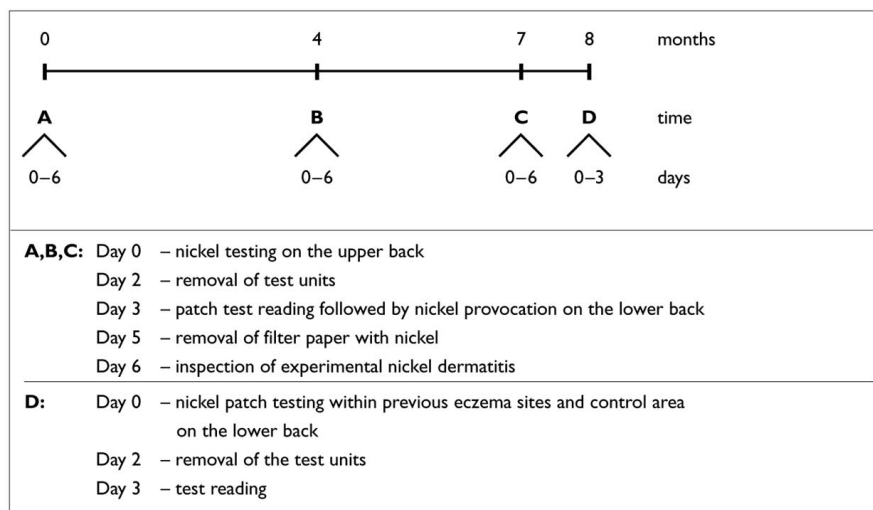 0 4 7 8 months
A B C D time
0–6 0–6 0–6 0–3 days
A,B,C: Day 0 – nickel testing on the upper back
Day 2 – removal of test units
Day 3 – patch test reading followed by nickel provocation on the lower back
Day 5 – removal of filter paper with nickel
Day 6 – inspection of experimental nickel dermatitis
D: Day 0 – nickel patch testing within previous eczema sites and control area
on the lower back
Day 2 – removal of the test units
Day 3 – test reading